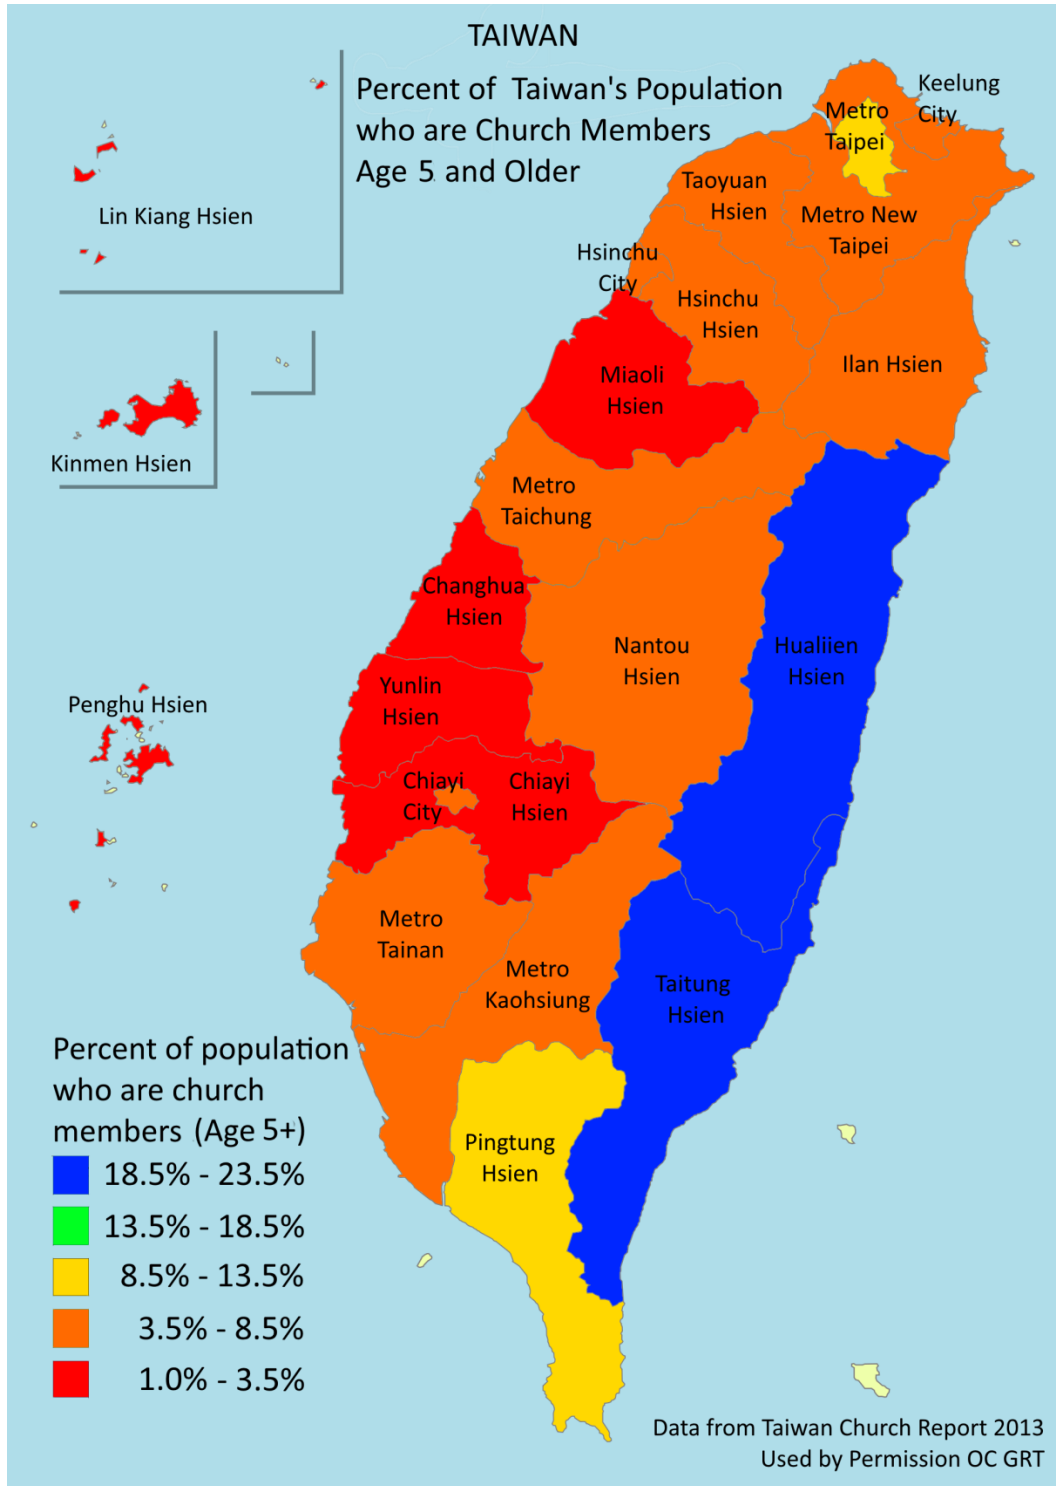 TAIWAN
Percent of Taiwan's Population
who are Church Members
Age 5 and Older
Keelung
City
Metro
Taipei
Taoyuan
Hsien
Metro New
Taipei
Lin Kiang Hsien
Hsinchu
City
Hsinchu
Hsien
Ilan Hsien
Miaoli
Hsien
Kinmen Hsien
Metro
Taichung
Changhua
Hsien
Nantou
Hsien
Hualiien
Hsien
Yunlin
Hsien
Penghu Hsien
Chiayi
City
Chiayi
Hsien
Metro
Tainan
Metro
Kaohsiung
Taitung
Hsien
Pingtung
Hsien
Percent of population
who are church
members (Age 5+)
18.5% - 23.5%
13.5% - 18.5%
8.5% - 13.5%
3.5% - 8.5%
1.0% - 3.5%
Data from Taiwan Church Report 2013
Used by Permission OC GRT